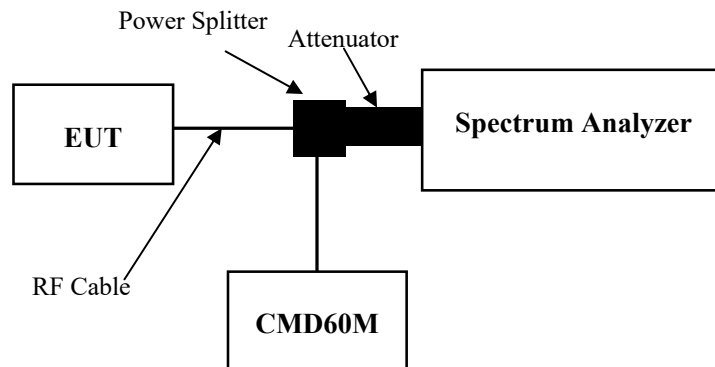 Power Splitter
Attenuator
EUT
Spectrum Analyzer
RF Cable
CMD60M